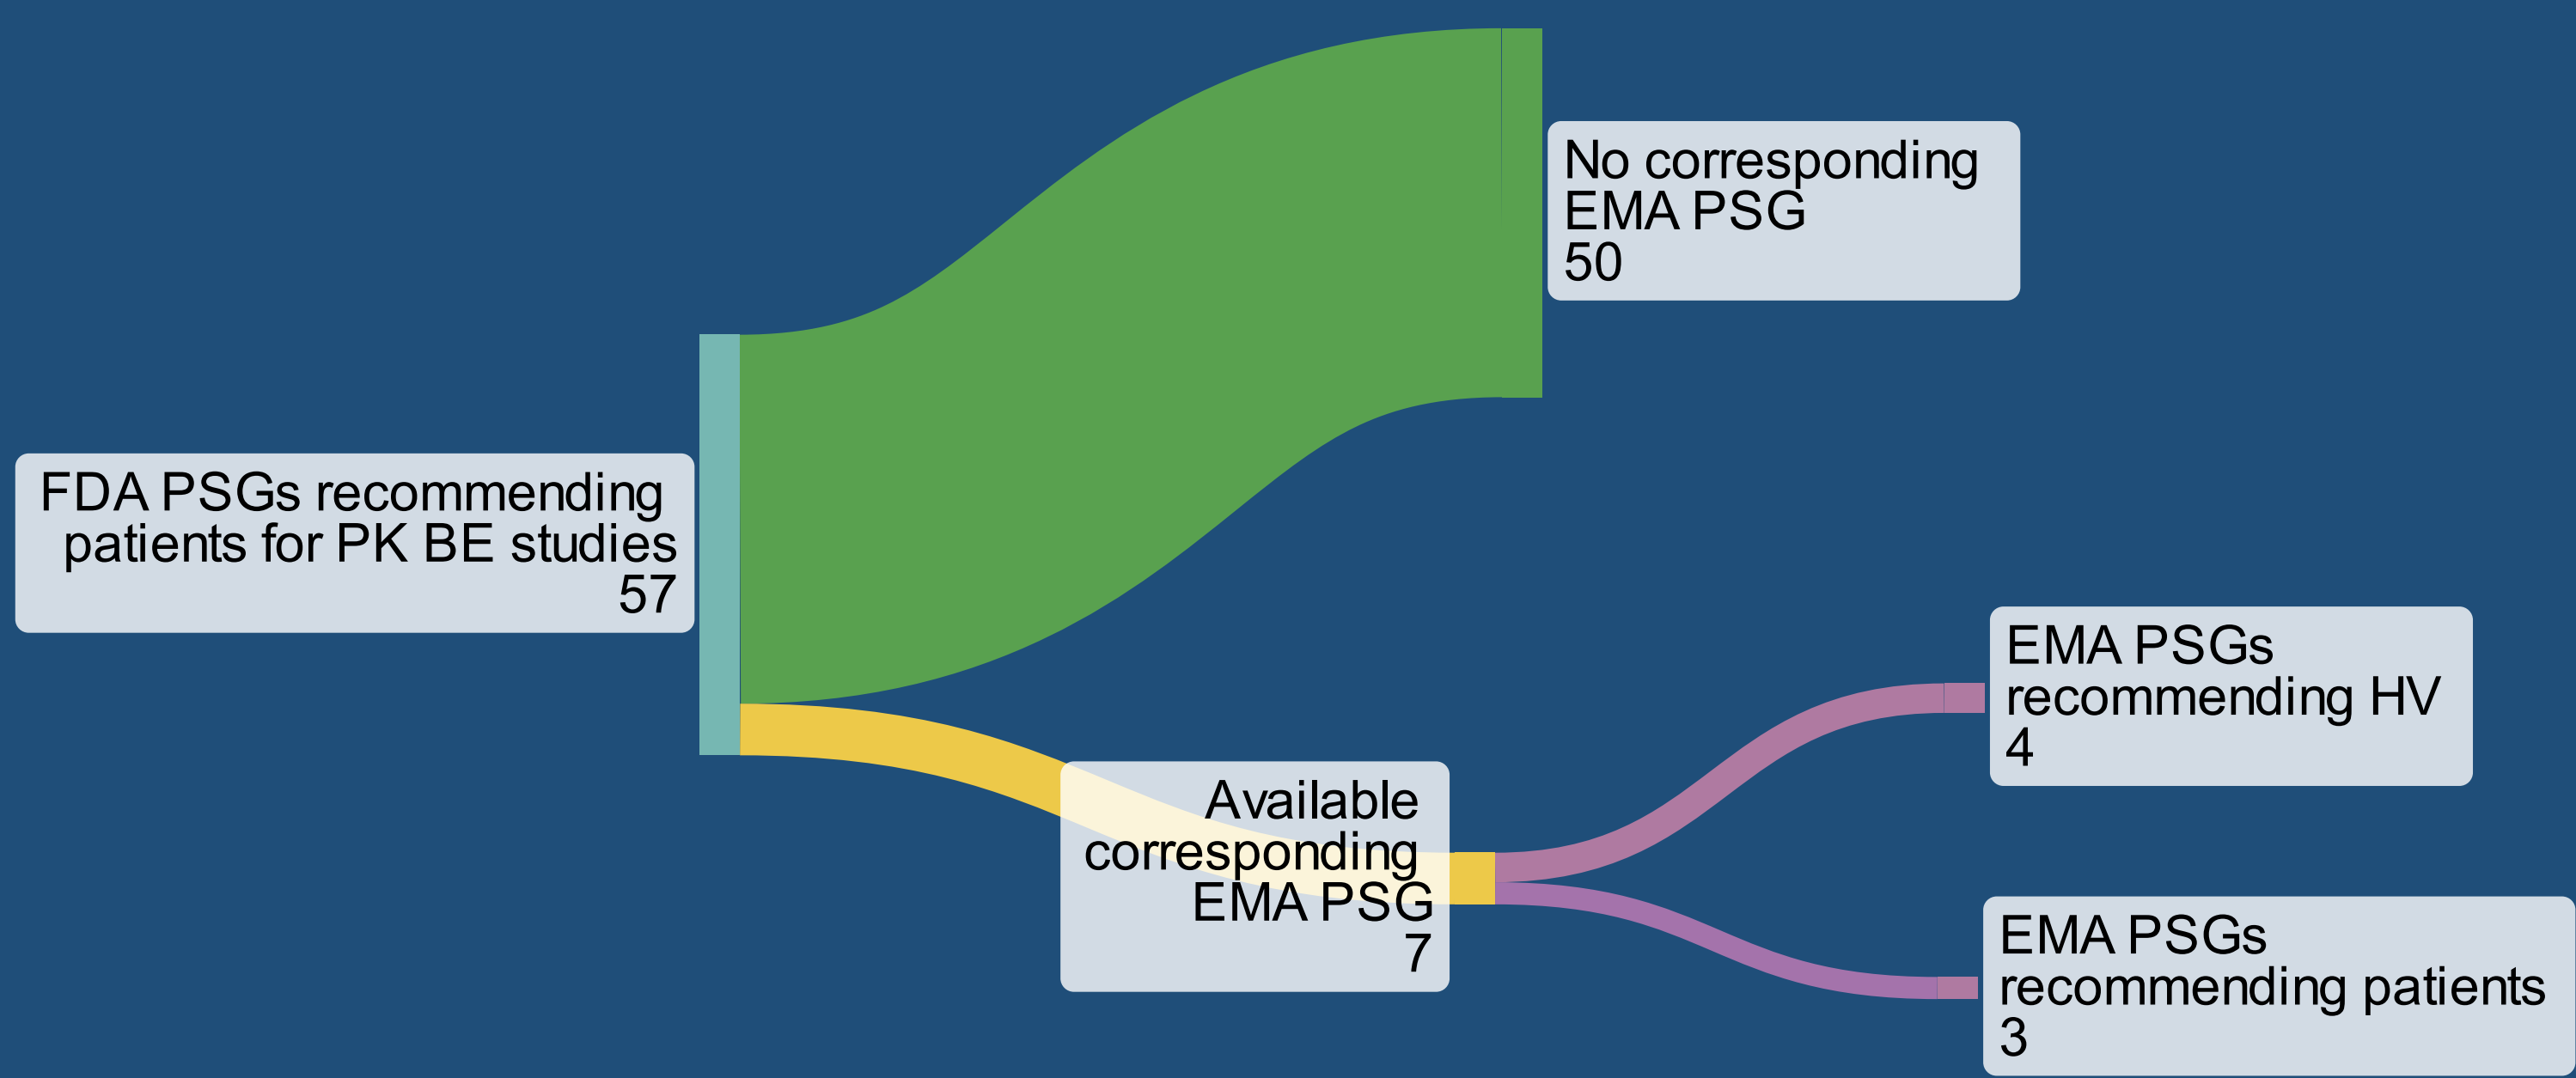 No corresponding
EMA PSG
50
FDA PSGs recommending
patients for PK BE studies
57
EMA PSGs
recommending HV
4
Available
corresponding
EMA PSG
7
EMA PSGs
recommending patients
3